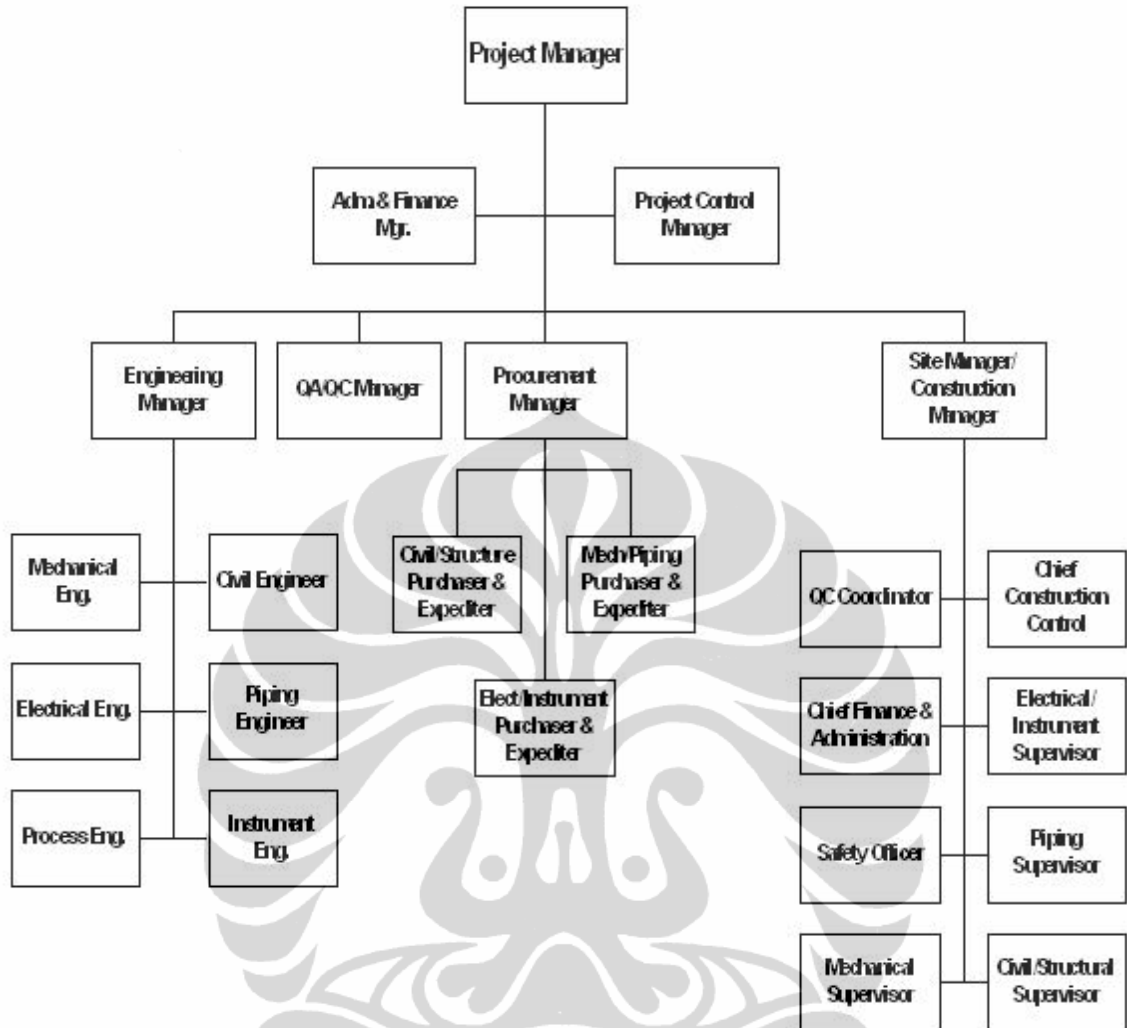 Project Manager
Adm & Finance
Mgr.
Project Control
Manager
Engineering
Manager
QA/QC Manager
Procurement
Manager
Site Manager/
Construction
Manager
Mechanical
Eng.
Civil Engineer
Civil/Structure
Purchaser &
Expediter
Mech/Piping
Purchaser &
Expediter
QC Coordinator
Chief
Construction
Control
Electrical Eng.
Piping
Engineer
Elect/Instrument
Purchaser &
Expediter
Chief Finance &
Administration
Electrical/
Instrument
Supervisor
Process Eng.
Instrument
Eng.
Safety Officer
Piping
Supervisor
Mechanical
Supervisor
Civil/Structural
Supervisor